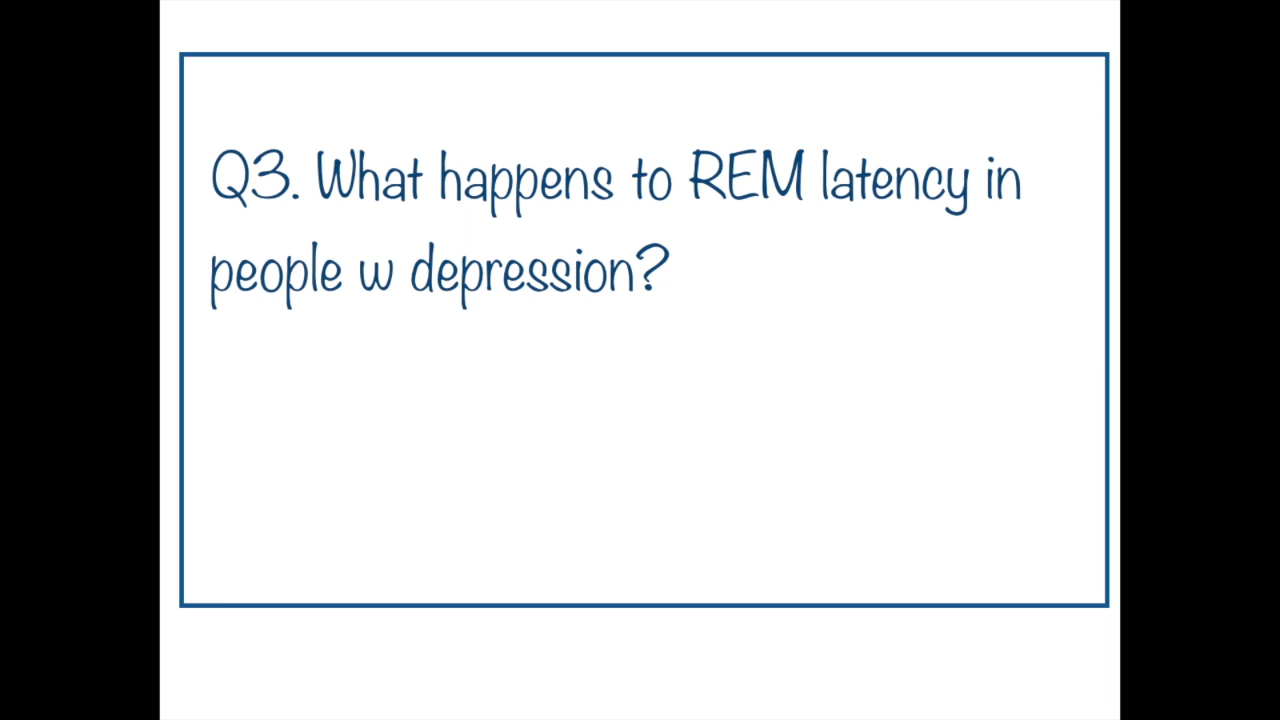 Q3. What happens to REM latency in
people w depression?